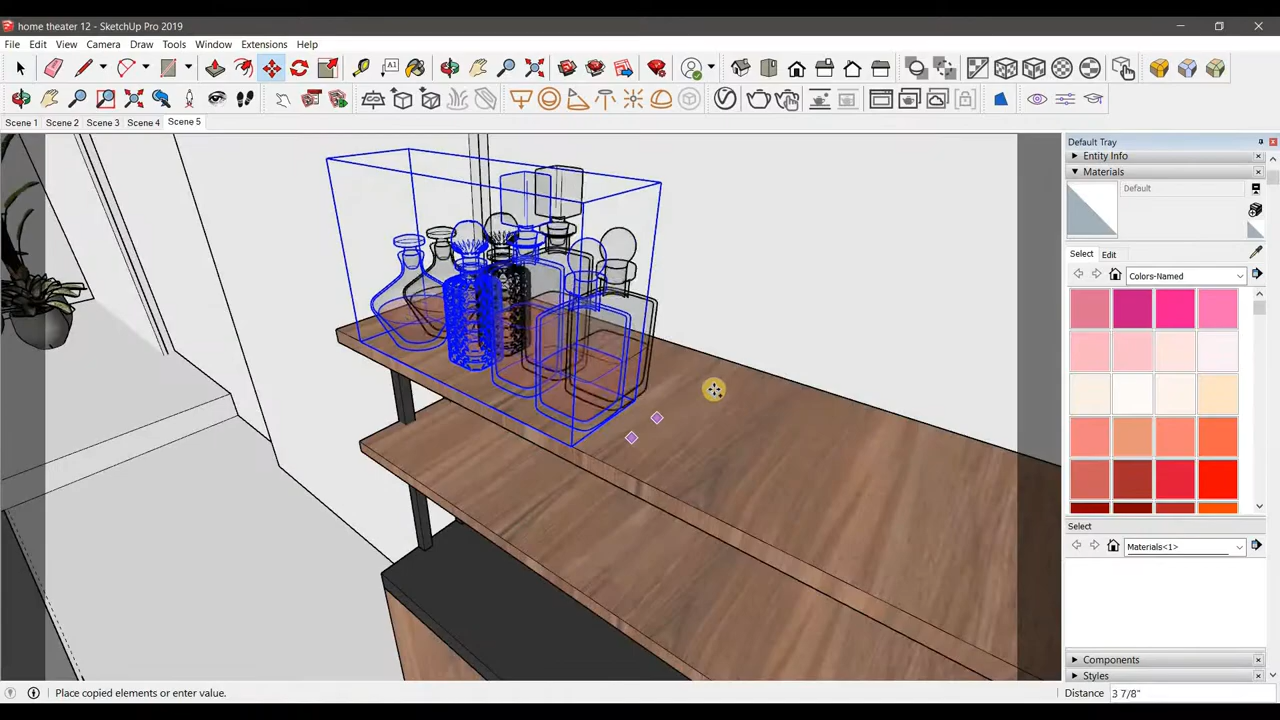 home theater 12 - SketchUp Pro 2019
File Edit View Camera Draw Tools Window Extensions Help
Scene 1 Scene 2 Scene 3 Scene 4 Scene 5
Default Tray
Entity Info
Materials
Default
Select Edit
Colors-Named
Select
Materials<1>
Components
Styles
Place copied elements or enter value.
Distance 3 7/8"